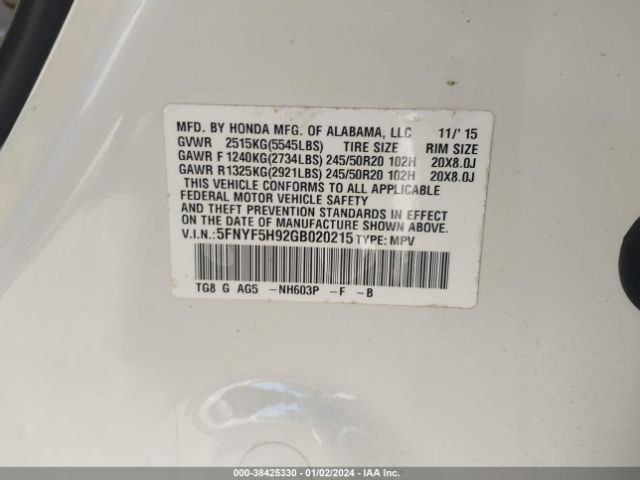 MFD. BY HONDA MFG. OF ALABAMA, LLC 11/'15
GVWR 2515KG(5545LBS) TIRE SIZE RIM SIZE
GAWR F 1240KG(2734LBS) 245/50R20 102H 20X8.0J
GAWR R1325KG(2921LBS) 245/50R20 102H 20X8.0J
THIS VEHICLE CONFORMS TO ALL APPLICABLE
FEDERAL MOTOR VEHICLE SAFETY
AND THEFT PREVENTION STANDARDS IN EFFECT
ON THE DATE OF MANUFACTURE SHOWN ABOVE.
V.I.N.:5FNYF5H92GB020215 TYPE: MPV
TG8 G AG5 -NH603P -F -B
000-38425330 - 01/02/2024 - IAA Inc.